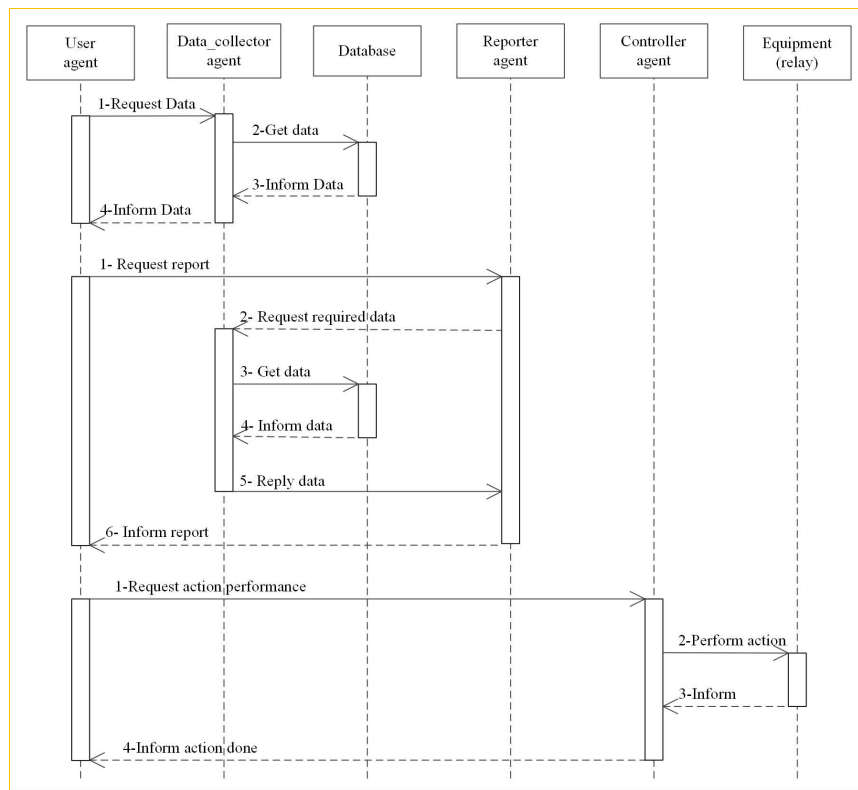 User
agent
Data_collector
agent
Database
Reporter
agent
Controller
agent
Equipment
(relay)
1-Request Data
2-Get data
3-Inform Data
4-Inform Data
1- Request report
2- Request required data
3- Get data
4- Inform data
5- Reply data
6- Inform report
1-Request action performance
2-Perform action
3-Inform
4-Inform action done